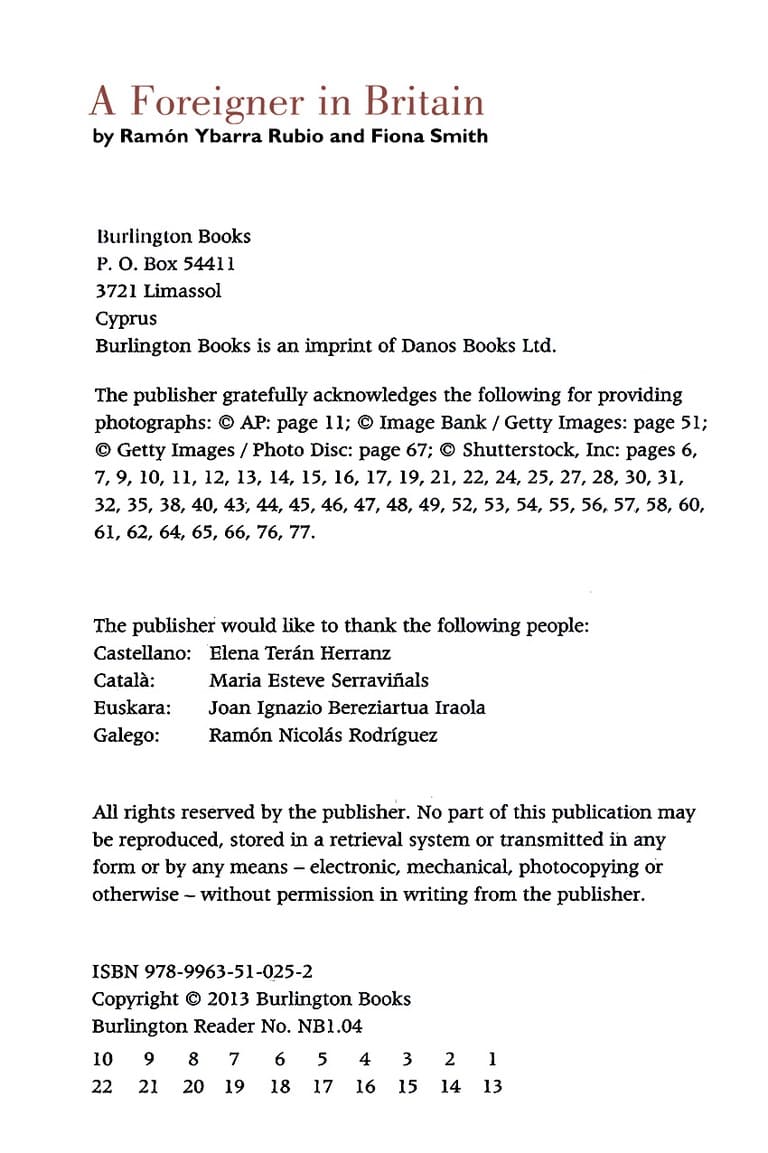 A Foreigner in Britain
by Ramón Ybarra Rubio and Fiona Smith
Burlington Books
P. O. Box 54411
3721 Limassol
Cyprus
Burlington Books is an imprint of Danos Books Ltd.
The publisher gratefully acknowledges the following for providing
photographs: © AP: page 11; © Image Bank / Getty Images: page 51;
© Getty Images / Photo Disc: page 67; © Shutterstock, Inc: pages 6,
7, 9, 10, 11, 12, 13, 14, 15, 16, 17, 19, 21, 22, 24, 25, 27, 28, 30, 31,
32, 35, 38, 40, 43, 44, 45, 46, 47, 48, 49, 52, 53, 54, 55, 56, 57, 58, 60,
61, 62, 64, 65, 66, 76, 77.
The publisher would like to thank the following people:
Castellano: Elena Terán Herranz
Català: Maria Esteve Serraviñals
Euskara: Joan Ignazio Bereziartua Iraola
Galego: Ramón Nicolás Rodríguez
All rights reserved by the publisher. No part of this publication may
be reproduced, stored in a retrieval system or transmitted in any
form or by any means – electronic, mechanical, photocopying or
otherwise – without permission in writing from the publisher.
ISBN 978-9963-51-025-2
Copyright © 2013 Burlington Books
Burlington Reader No. NB1.04
10 9 8 7 6 5 4 3 2 1
22 21 20 19 18 17 16 15 14 13